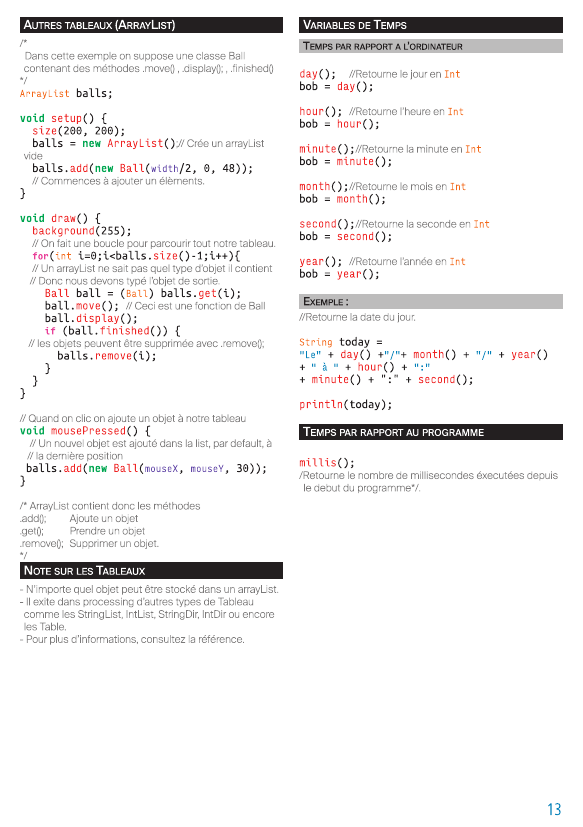 AUTRES TABLEAUX (ARRAYLIST)
/*
Dans cette exemple on suppose une classe Ball
contenant des méthodes .move() , .display(); , .finished()
*/
ArrayList balls;
void setup() {
size(200, 200);
balls = new ArrayList();// Crée un arrayList
vide
balls.add(new Ball(width/2, 0, 48));
// Commences à ajouter un éléments.
}
void draw() {
background(255);
// On fait une boucle pour parcourir tout notre tableau.
for(int i=0;i<balls.size()-1;i++){
// Un arrayList ne sait pas quel type d'objet il contient
// Donc nous devons typé l'objet de sortie.
Ball ball = (Ball) balls.get(i);
ball.move(); // Ceci est une fonction de Ball
ball.display();
if (ball.finished()) {
// les objets peuvent être supprimée avec .remove();
balls.remove(i);
}
}
}
// Quand on clic on ajoute un objet à notre tableau
void mousePressed() {
// Un nouvel objet est ajouté dans la list, par default, à
// la dernière position
balls.add(new Ball(mouseX, mouseY, 30));
}
/* ArrayList contient donc les méthodes
.add(); Ajoute un objet
.get(); Prendre un objet
.remove(); Supprimer un objet.
*/
NOTE SUR LES TABLEAUX
- N'importe quel objet peut être stocké dans un arrayList.
- Il exite dans processing d'autres types de Tableau
comme les StringList, IntList, StringDir, IntDir ou encore
les Table.
- Pour plus d'informations, consultez la référence.
VARIABLES DE TEMPS
TEMPS PAR RAPPORT A L'ORDINATEUR
day(); //Retourne le jour en Int
bob = day();
hour(); //Retourne l'heure en Int
bob = hour();
minute();//Retourne la minute en Int
bob = minute();
month();//Retourne le mois en Int
bob = month();
second();//Retourne la seconde en Int
bob = second();
year(); //Retourne l'année en Int
bob = year();
EXEMPLE :
//Retourne la date du jour.
String today =
"Le" + day() +"/"+ month() + "/" + year()
+ " à " + hour() + ":"
+ minute() + ":" + second();
println(today);
TEMPS PAR RAPPORT AU PROGRAMME
millis();
/Retourne le nombre de millisecondes éxecutées depuis
le debut du programme*/.
13